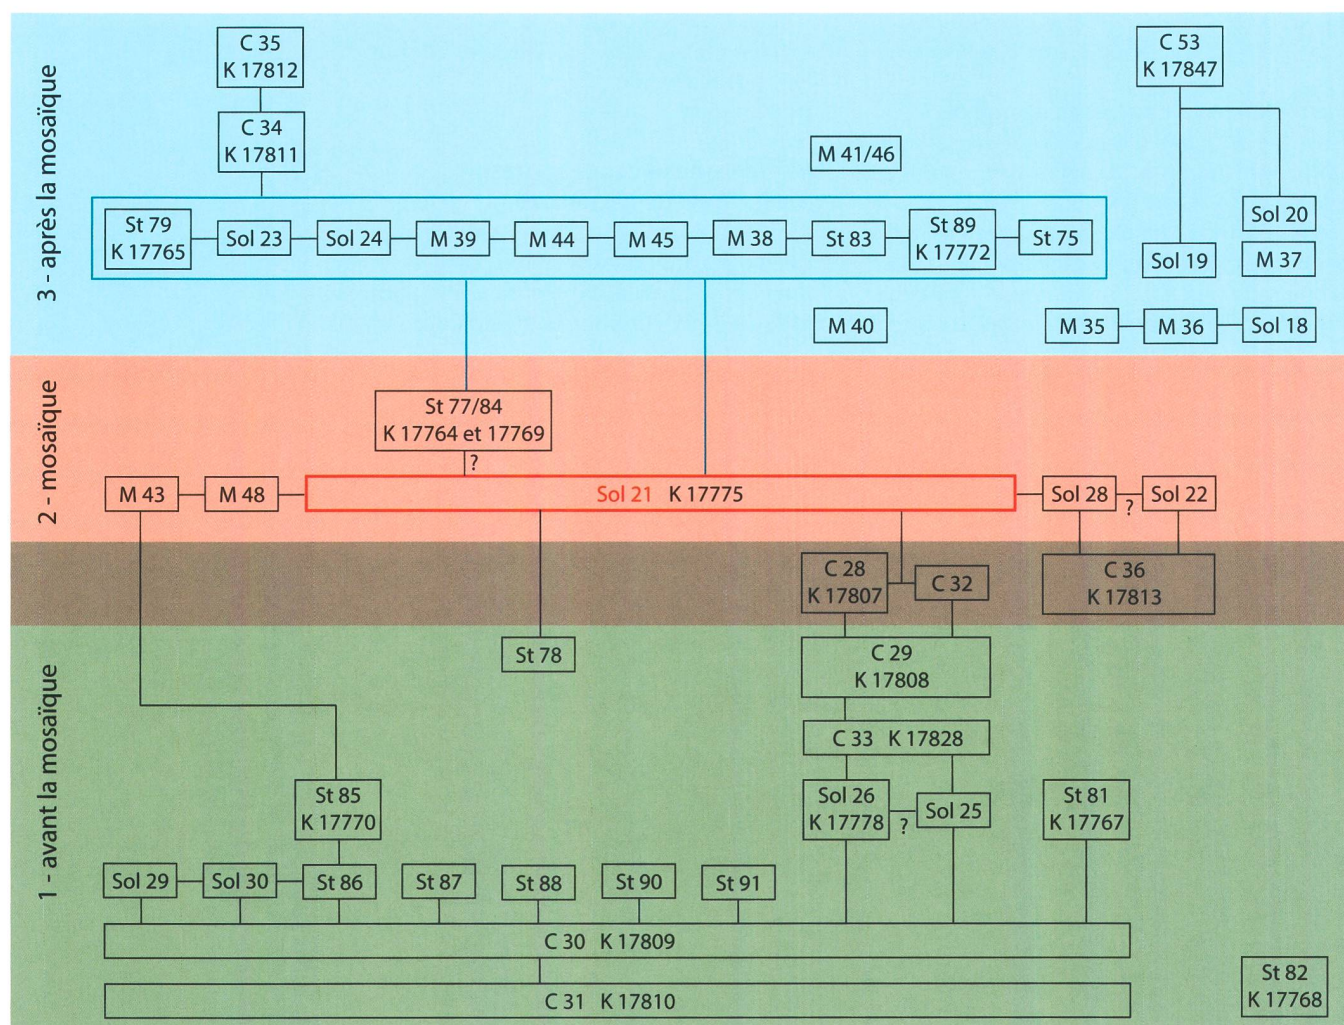 3 - après la mosaïque
C 35
K 17812
C 53
K 17847
C 34
K 17811
M 41/46
St 79
K 17765
Sol 23
Sol 24
M 39
M 44
M 45
M 38
St 83
St 89
K 17772
St 75
Sol 20
Sol 19
M 37
M 40
M 35
M 36
Sol 18
2 - mosaïque
St 77/84
K 17764 et 17769
?
M 43
M 48
Sol 21 K 17775
Sol 28
?
Sol 22
C 28
K 17807
C 32
C 36
K 17813
1 - avant la mosaïque
St 78
C 29
K 17808
C 33 K 17828
St 85
K 17770
Sol 26
K 17778
?
Sol 25
St 81
K 17767
Sol 29
Sol 30
St 86
St 87
St 88
St 90
St 91
C 30 K 17809
C 31 K 17810
St 82
K 17768